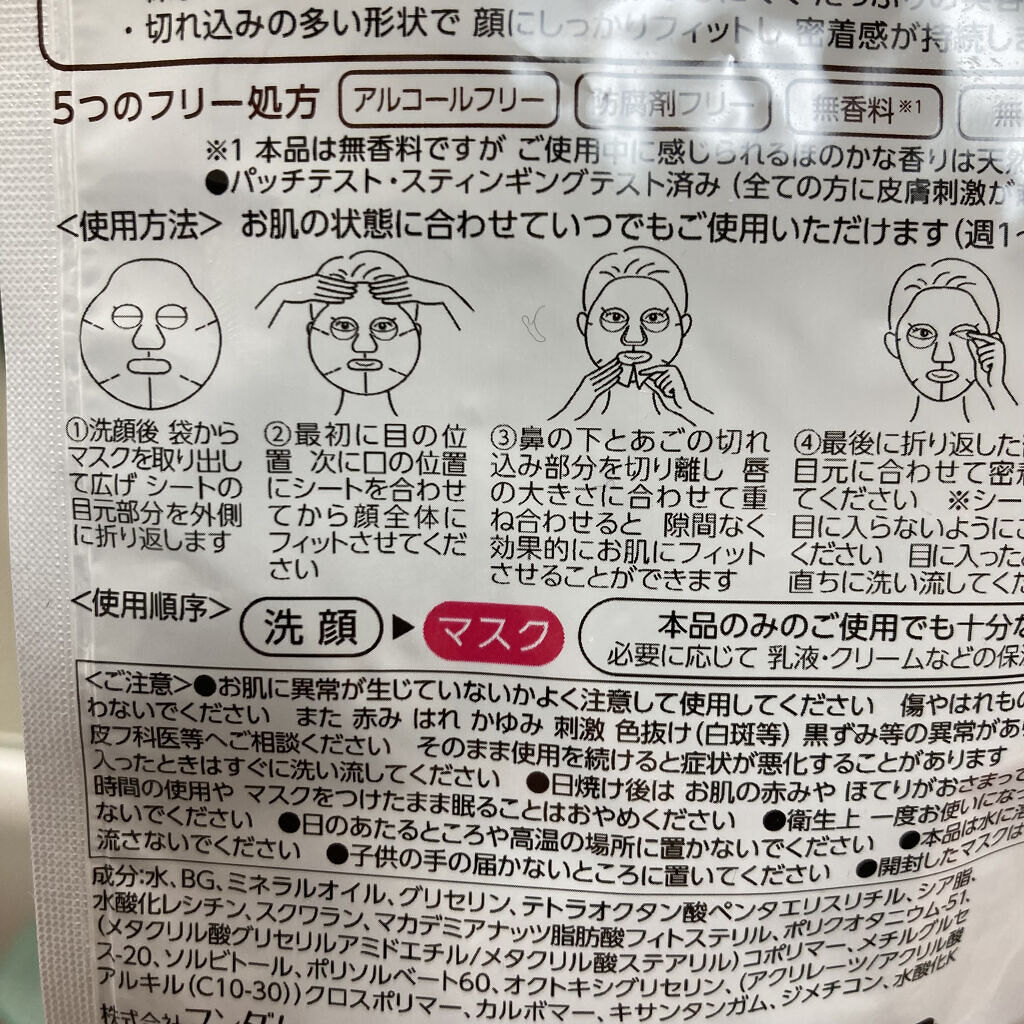 ・切れ込みの多い形状で 顔にしっかりフィットし 密着感が持続し
5つのフリー処方 アルコールフリー 防腐剤フリー 無香料※1 無
※1 本品は無香料ですが ご使用中に感じられるほのかな香りは天然
●パッチテスト・スティンギングテスト済み (全ての方に皮膚刺激が
<使用方法> お肌の状態に合わせていつでもご使用いただけます(週1~
①洗顔後 袋から
マスクを取り出し
て広げ シートの
目元部分を外側
に折り返します
②最初に目の位
置 次に口の位置
にシートを合わせ
てから顔全体に
フィットさせてくだ
さい
③鼻の下とあごの切れ
込み部分を切り離し 唇
の大きさに合わせて重
ね合わせると 隙間なく
効果的にお肌にフィット
させることができます
④最後に折り返した
目元に合わせて密着
てください ※シー
目に入らないようにご
ください 目に入った
直ちに洗い流してくだ
<使用順序> 洗顔 ▶ マスク 本品のみのご使用でも十分な
必要に応じて 乳液・クリームなどの保湿
<ご注意>●お肌に異常が生じていないかよく注意して使用してください 傷やはれもの
わないでください また 赤み はれ かゆみ 刺激 色抜け(白斑等) 黒ずみ等の異常があ
皮フ科医等へご相談ください そのまま使用を続けると症状が悪化することがあります
入ったときはすぐに洗い流してください ●日焼け後は お肌の赤みや ほてりがおさまって
時間の使用や マスクをつけたまま眠ることはおやめください ●衛生上 一度お使いになっ
ないでください ●日のあたるところや高温の場所に置かないでください ●本品は水に溶
流さないでください ●子供の手の届かないところに置いてください ●開封したマスクは
成分:水、BG、ミネラルオイル、グリセリン、テトラオクタン酸ペンタエリスリチル、シア脂、
水酸化レシチン、スクワラン、マカデミアナッツ脂肪酸フィトステリル、ポリクオタニウム-51、
(メタクリル酸グリセリルアミドエチル/メタクリル酸ステアリル)コポリマー、メチルグルセ
ス-20、ソルビトール、ポリソルベート60、オクトキシグリセリン、(アクリレーツ/アクリル酸
アルキル(C10-30))クロスポリマー、カルボマー、キサンタンガム、ジメチコン、水酸化K
株式会社